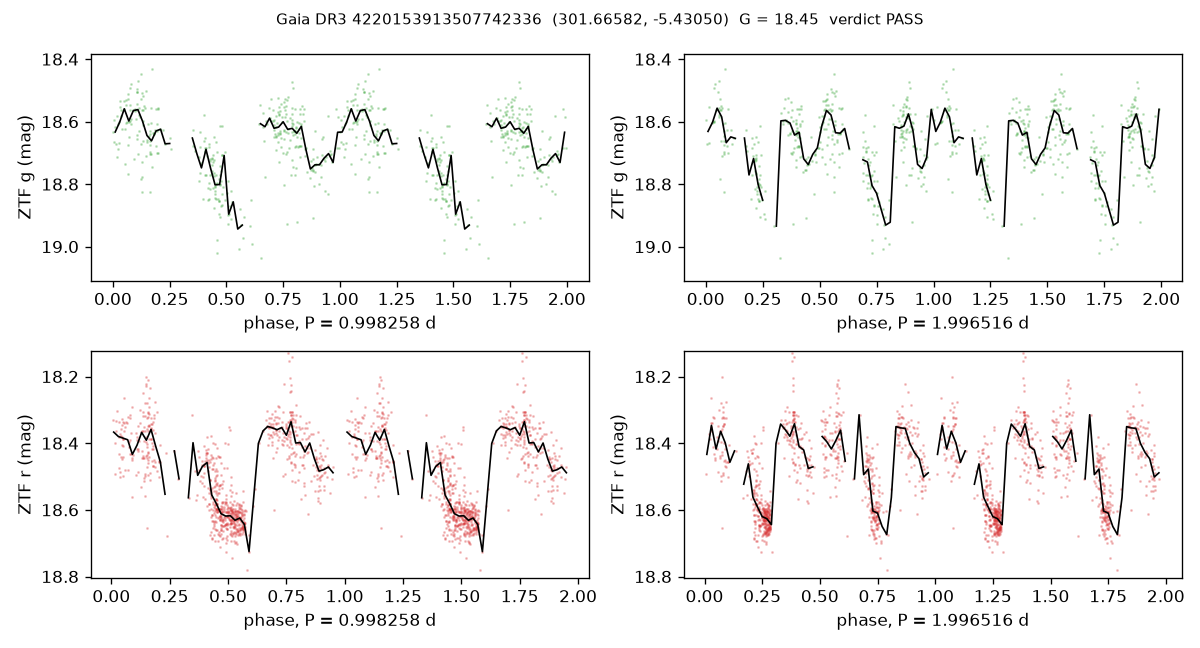 Gaia DR3 4220153913507742336 (301.66582, -5.43050) G = 18.45 verdict PASS
ZTF g (mag)
18.4
18.6
18.8
19.0
0.00 0.25 0.50 0.75 1.00 1.25 1.50 1.75 2.00
phase, P = 0.998258 d
ZTF g (mag)
18.4
18.6
18.8
19.0
0.00 0.25 0.50 0.75 1.00 1.25 1.50 1.75 2.00
phase, P = 1.996516 d
ZTF r (mag)
18.2
18.4
18.6
18.8
0.00 0.25 0.50 0.75 1.00 1.25 1.50 1.75 2.00
phase, P = 0.998258 d
ZTF r (mag)
18.2
18.4
18.6
18.8
0.00 0.25 0.50 0.75 1.00 1.25 1.50 1.75 2.00
phase, P = 1.996516 d